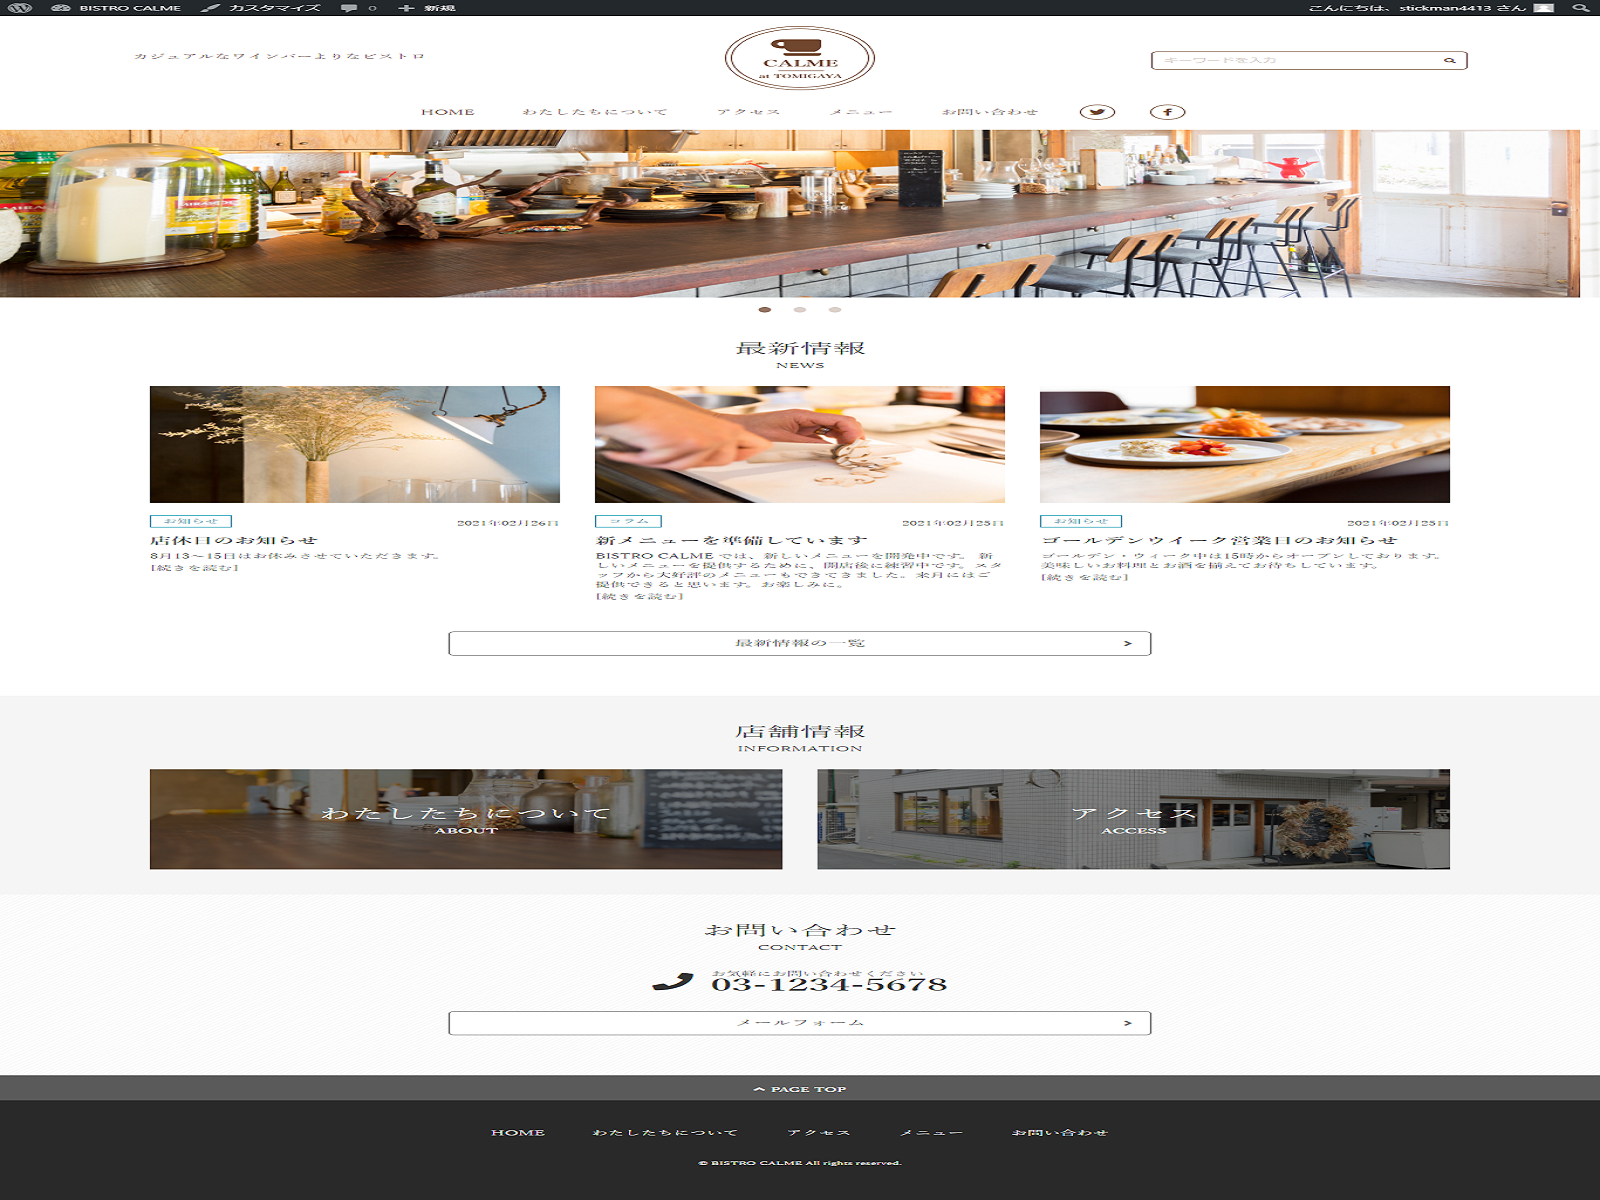 BISTRO CALME カスタマイズ 0 新規 こんにちは、stickman4413 さん
カジュアルなワインバーよりなビストロ
CALME
at TOMIGAYA
キーワードを入力
HOME わたしたちについて アクセス メニュー お問い合わせ
最新情報
NEWS
お知らせ 2021年02月26日
店休日のお知らせ
8月13～15日はお休みさせていただきます。
[続きを読む]
コラム 2021年02月25日
新メニューを準備しています
BISTRO CALME では、新しいメニューを開発中です。 新
しいメニューを提供するために、閉店後に練習中です。スタ
ッフから大好評のメニューもできてきました。来月にはご
提供できると思います。お楽しみに。
[続きを読む]
お知らせ 2021年02月25日
ゴールデンウイーク営業日のお知らせ
ゴールデン・ウィーク中は15時からオープンしております。
美味しいお料理とお酒を揃えてお待ちしています。
[続きを読む]
最新情報の一覧
店舗情報
INFORMATION
わたしたちについて
ABOUT
アクセス
ACCESS
お問い合わせ
CONTACT
お気軽にお問い合わせください
03-1234-5678
メールフォーム
PAGE TOP
HOME わたしたちについて アクセス メニュー お問い合わせ
© BISTRO CALME All rights reserved.